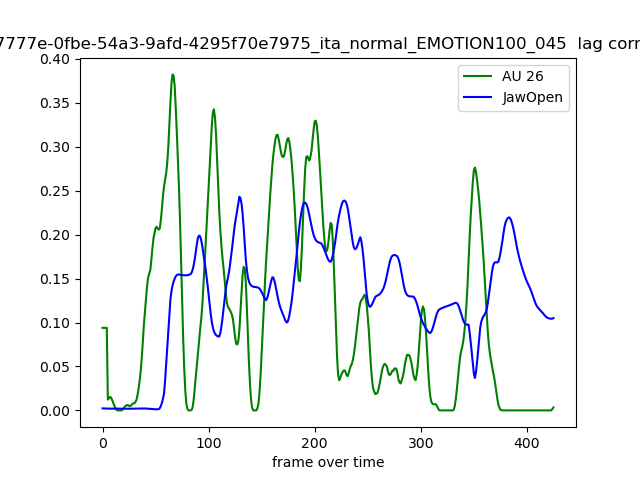 7777e-0fbe-54a3-9afd-4295f70e7975_ita_normal_EMOTION100_045 lag corr
AU 26
JawOpen
0.40
0.35
0.30
0.25
0.20
0.15
0.10
0.05
0.00
0 100 200 300 400
frame over time